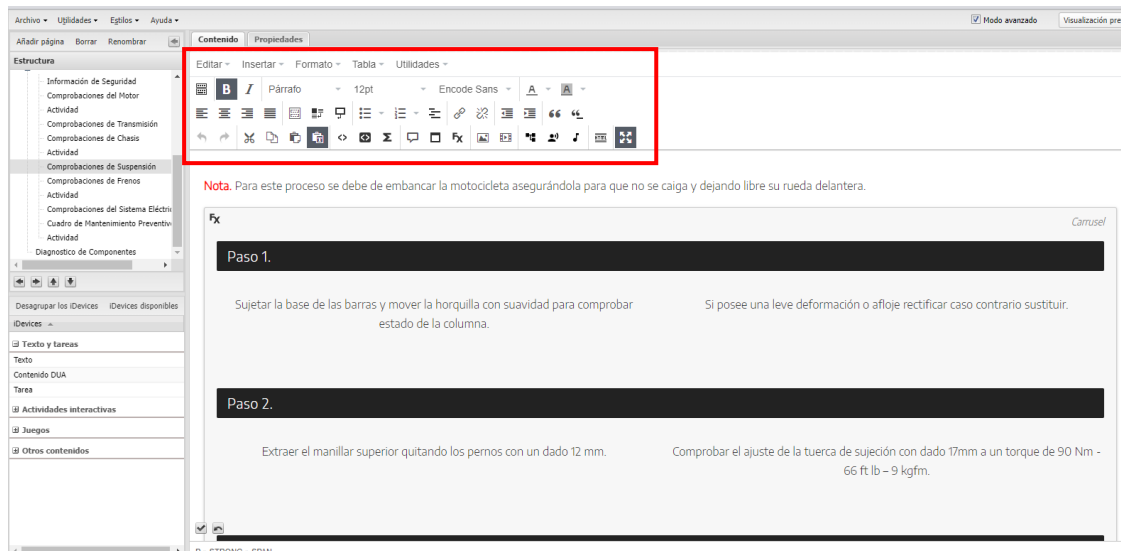 Archivo Utilidades Estilos Ayuda Modo avanzado Visualización pre
Añadir página Borrar Renombrar
Contenido Propiedades
Estructura
Información de Seguridad
Comprobaciones del Motor
Actividad
Comprobaciones de Transmisión
Comprobaciones de Chasis
Actividad
Comprobaciones de Suspensión
Comprobaciones de Frenos
Actividad
Comprobaciones del Sistema Eléctri
Cuadro de Mantenimiento Preventiv
Actividad
Diagnostico de Componentes
Desagrupar los iDevices iDevices disponibles
iDevices
Texto y tareas
Texto
Contenido DUA
Tarea
Actividades interactivas
Juegos
Otros contenidos
Editar Insertar Formato Tabla Utilidades
B I Párrafo 12pt Encode Sans A A
Nota. Para este proceso se debe de embancar la motocicleta asegurándola para que no se caiga y dejando libre su rueda delantera.
Fx Carrusel
Paso 1.
Sujetar la base de las barras y mover la horquilla con suavidad para comprobar
estado de la columna.
Si posee una leve deformación o afloje rectificar caso contrario sustituir.
Paso 2.
Extraer el manillar superior quitando los pernos con un dado 12 mm.
Comprobar el ajuste de la tuerca de sujeción con dado 17mm a un torque de 90 Nm -
66 ft lb – 9 kgfm.